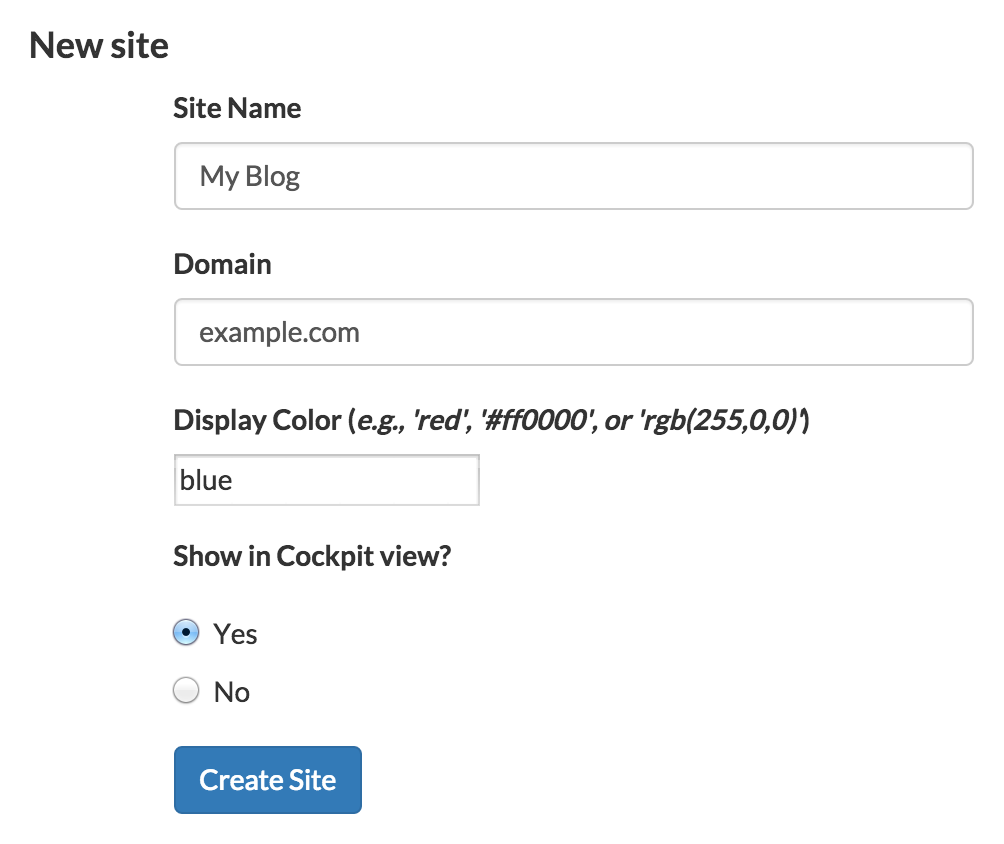 New site
Site Name
My Blog
Domain
example.com
Display Color (e.g., 'red', '#ff0000', or 'rgb(255,0,0)')
blue
Show in Cockpit view?
Yes
No
Create Site